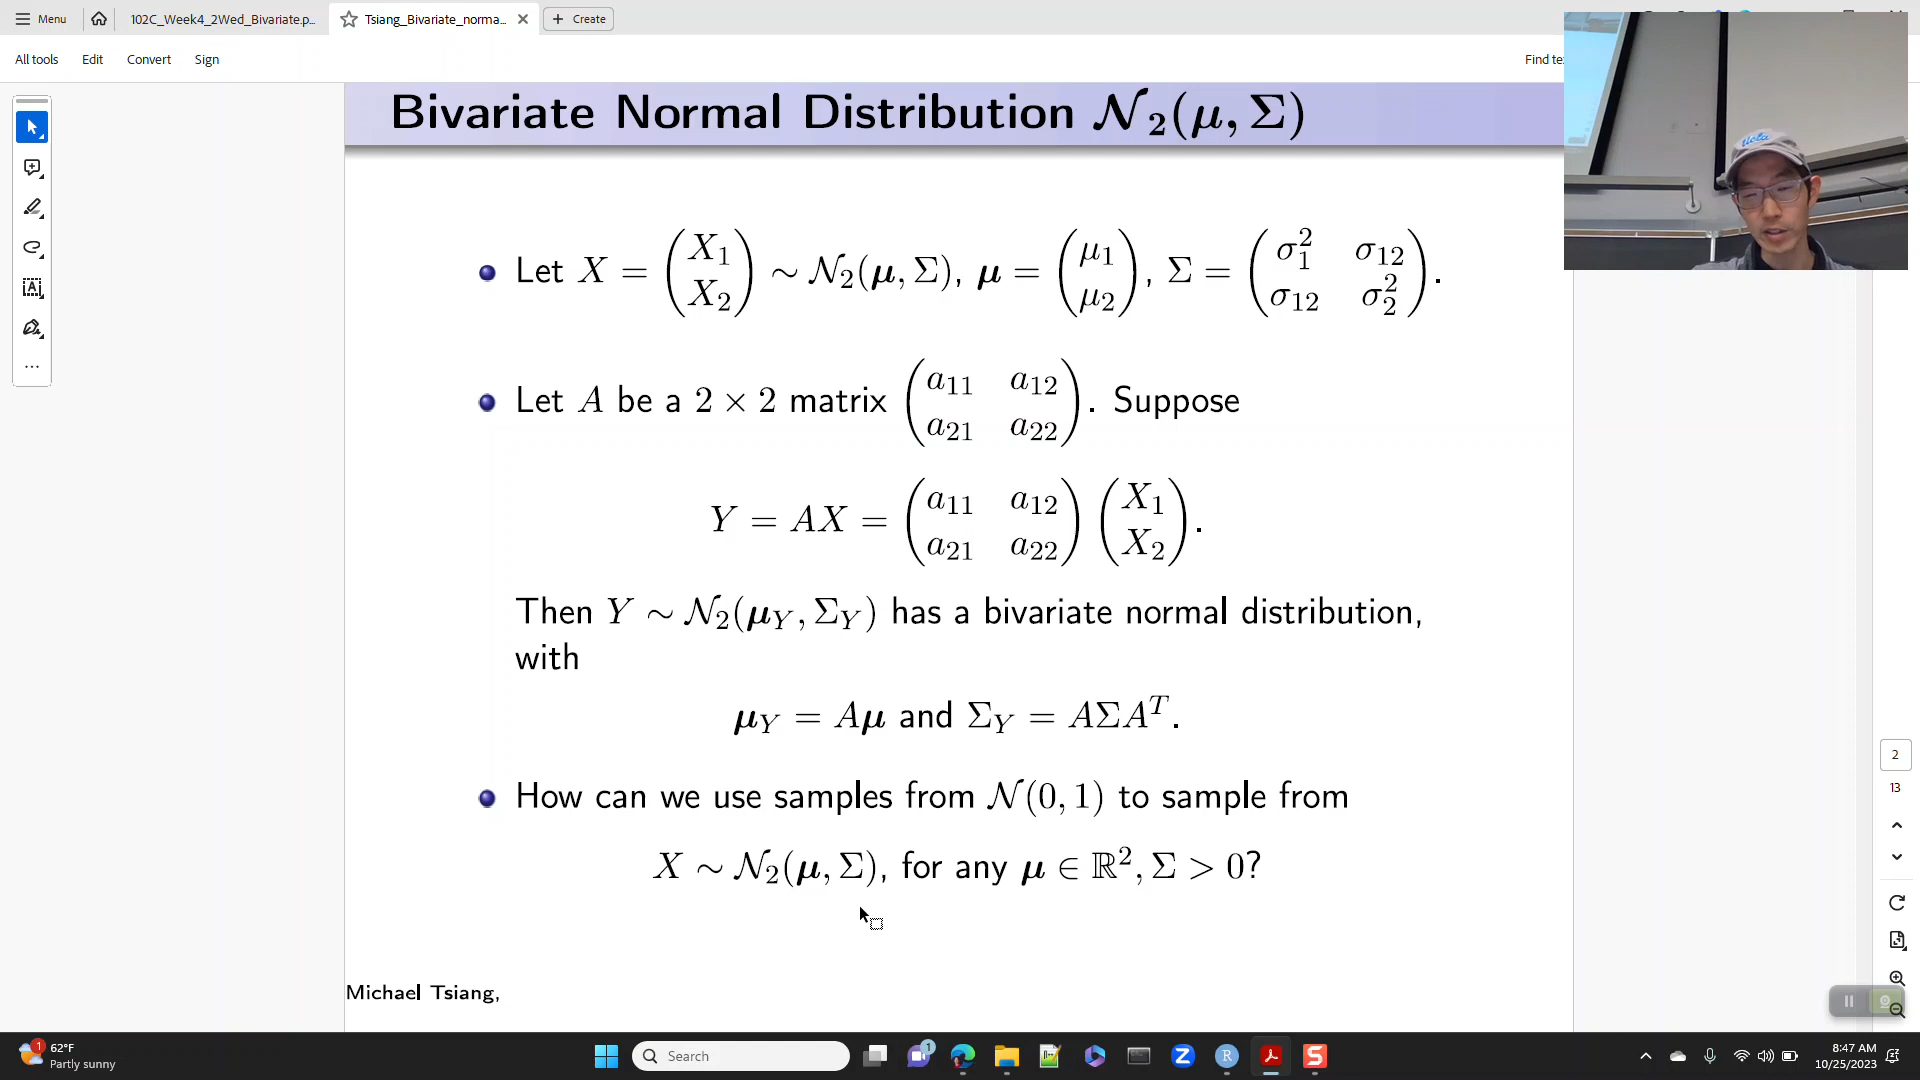 Menu
102C_Week4_2Wed_Bivariate.p...
Tsiang_Bivariate_norma...
Create
All tools
Edit
Convert
Sign
Bivariate Normal Distribution 𝒩₂(μ, Σ)
Let X = (X₁ X₂) ∼ 𝒩₂(μ, Σ), μ = (μ₁ μ₂), Σ = (σ₁² σ₁₂ σ₁₂ σ₂²).
Let A be a 2 × 2 matrix (a₁₁ a₁₂ a₂₁ a₂₂). Suppose
Y = AX = (a₁₁ a₁₂ a₂₁ a₂₂) (X₁ X₂).
Then Y ∼ 𝒩₂(μ_Y, Σ_Y) has a bivariate normal distribution,
with
μ_Y = Aμ and Σ_Y = AΣAᵀ.
How can we use samples from 𝒩(0, 1) to sample from
X ∼ 𝒩₂(μ, Σ), for any μ ∈ ℝ², Σ > 0?
Michael Tsiang,
Ucla
2
13
1
62°F
Partly sunny
Search
1
8:47 AM
10/25/2023